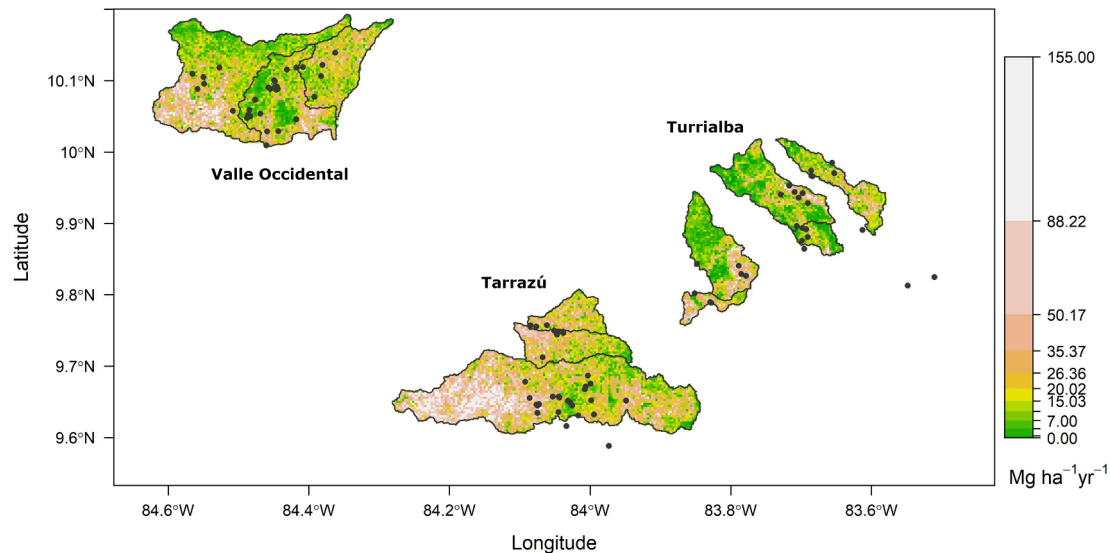 155.00
10.1°N
Turrialba
10°N
Valle Occidental
9.9°N
88.22
Latitude
9.8°N
Tarrazú
50.17
9.7°N
35.37
26.36
20.02
15.03
9.6°N
7.00
0.00
Mg ha⁻¹yr⁻¹
84.6°W
84.4°W
84.2°W
84°W
83.8°W
83.6°W
Longitude